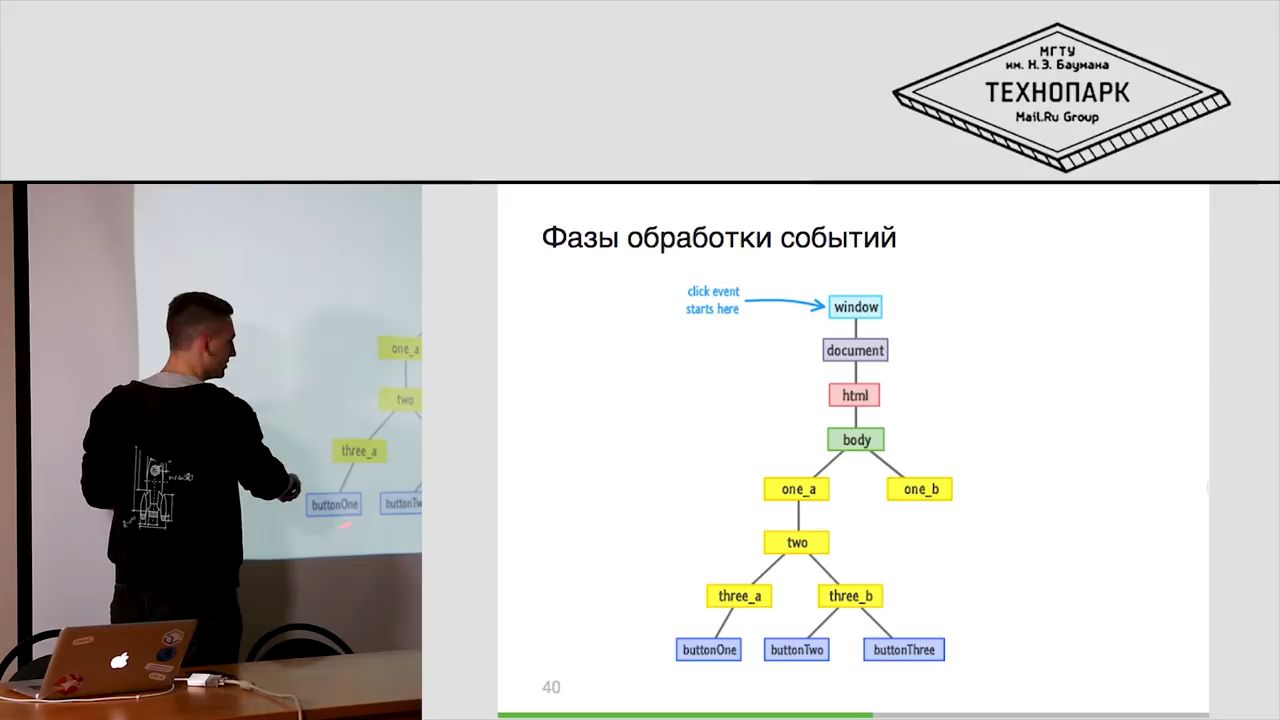 МГТУ
им. Н.Э. Баумана
ТЕХНОПАРК
Mail.Ru Group
one_a
two
three_a
buttonOne
Фазы обработки событий
click event
starts here
window
document
html
body
one_a
one_b
two
three_a
three_b
buttonOne
buttonTwo
buttonThree
40